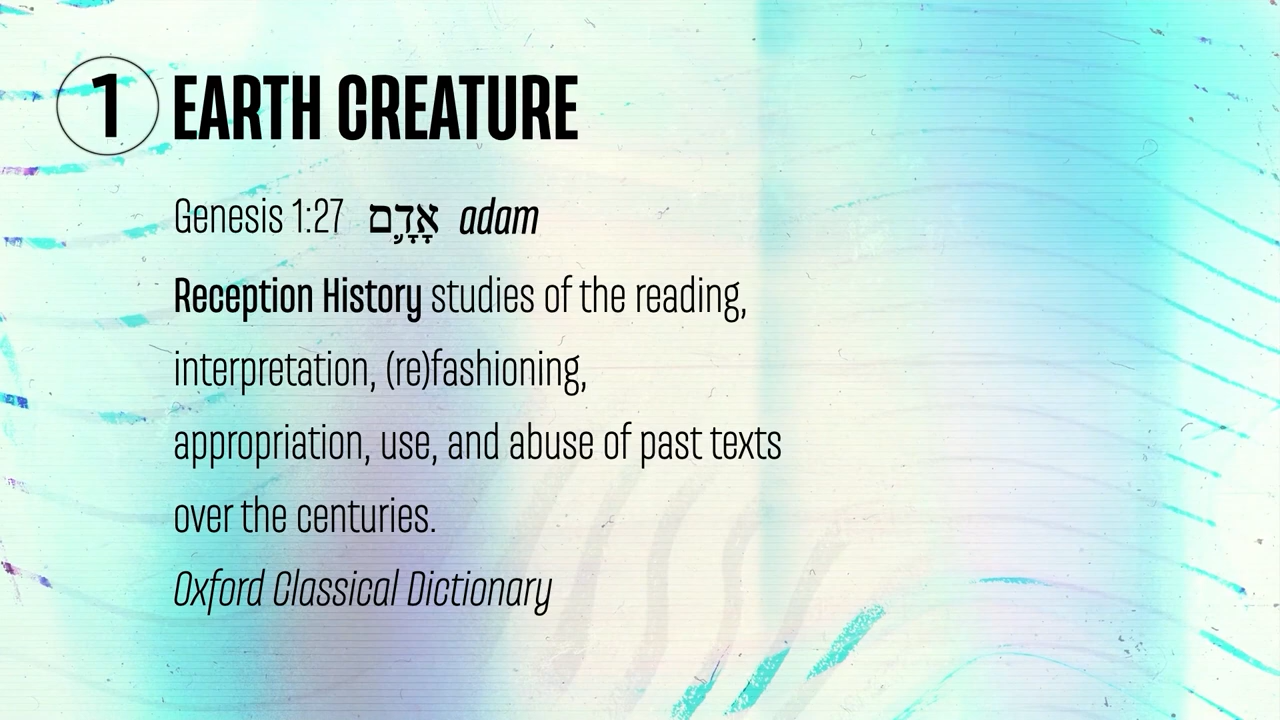 1 EARTH CREATURE
Genesis 1:27 אָדָ֛ם adam
Reception History studies of the reading,
interpretation, (re)fashioning,
appropriation, use, and abuse of past texts
over the centuries.
Oxford Classical Dictionary